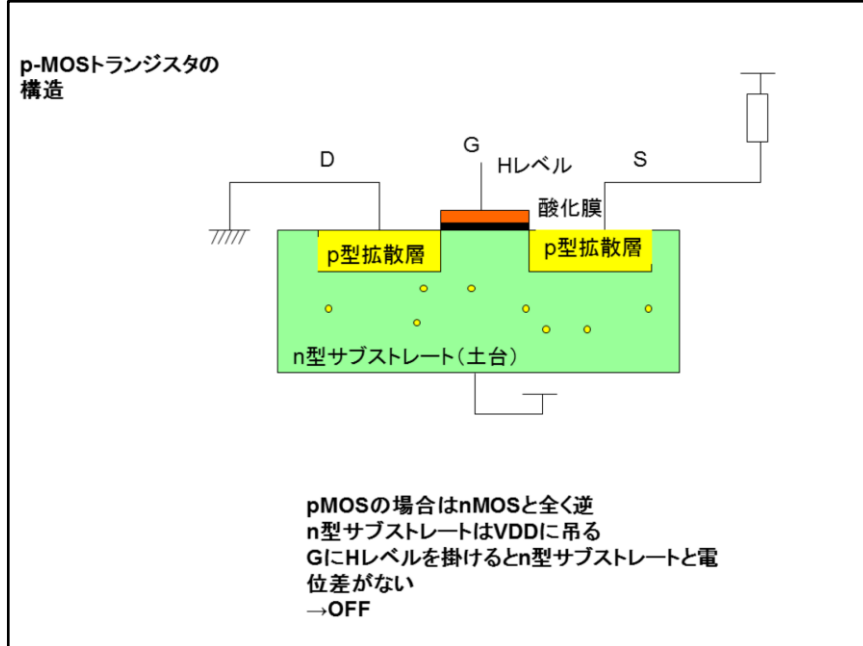 p-MOSトランジスタの
構造
D
G
Hレベル
S
酸化膜
p型拡散層
p型拡散層
n型サブストレート（土台）
pMOSの場合はnMOSと全く逆
n型サブストレートはVDDに吊る
GにHレベルを掛けるとn型サブストレートと電
位差がない
→OFF